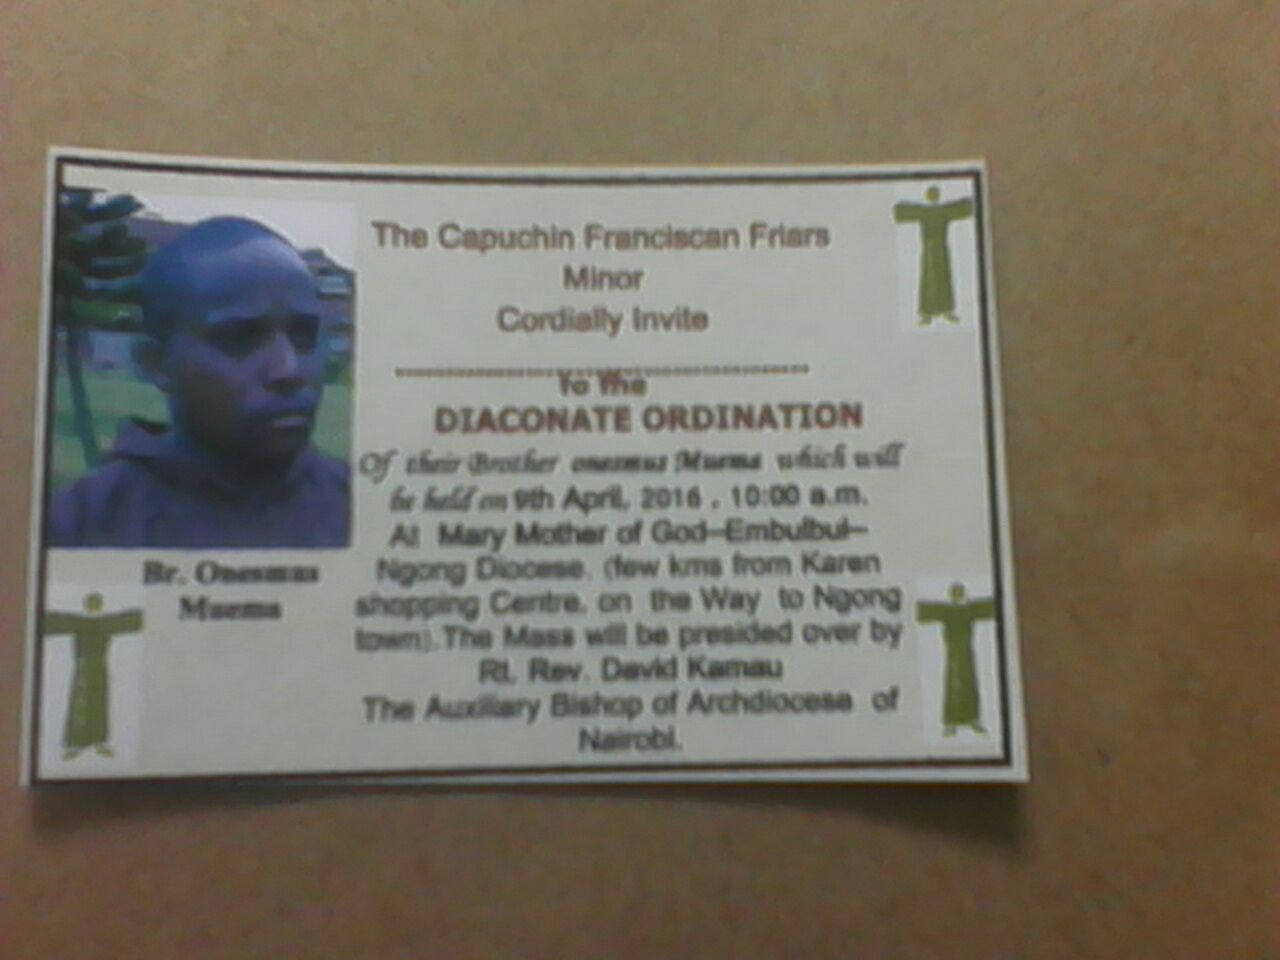 The Capuchin Franciscan Friars
Minor
Cordially Invite
to the
DIACONATE ORDINATION
Of their Brother onesmus Muema which will
be held on 9th April, 2016 . 10:00 a.m.
At Mary Mother of God–Embulbul–
Ngong Diocese. (few kms from Karen
shopping Centre. on the Way to Ngong
town).The Mass will be presided over by
Rt. Rev. David Kamau
The Auxiliary Bishop of Archdiocese of
Nairobi.
Br. Onesmus
Muema